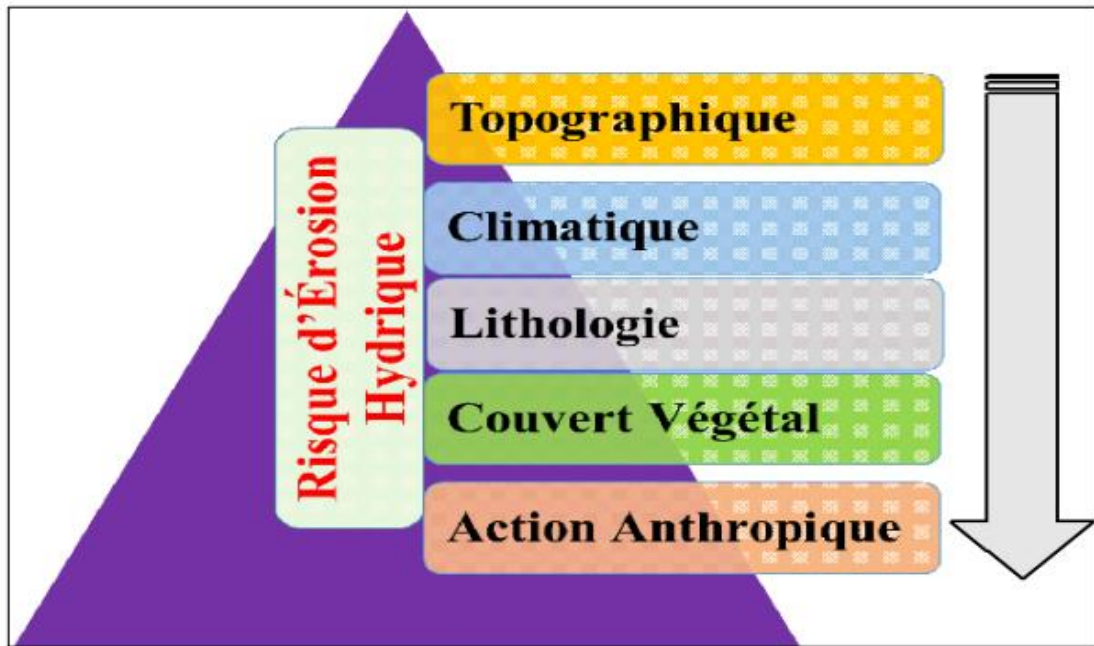 Risque d'Érosion
Hydrique
Topographique
Climatique
Lithologie
Couvert Végétal
Action Anthropique